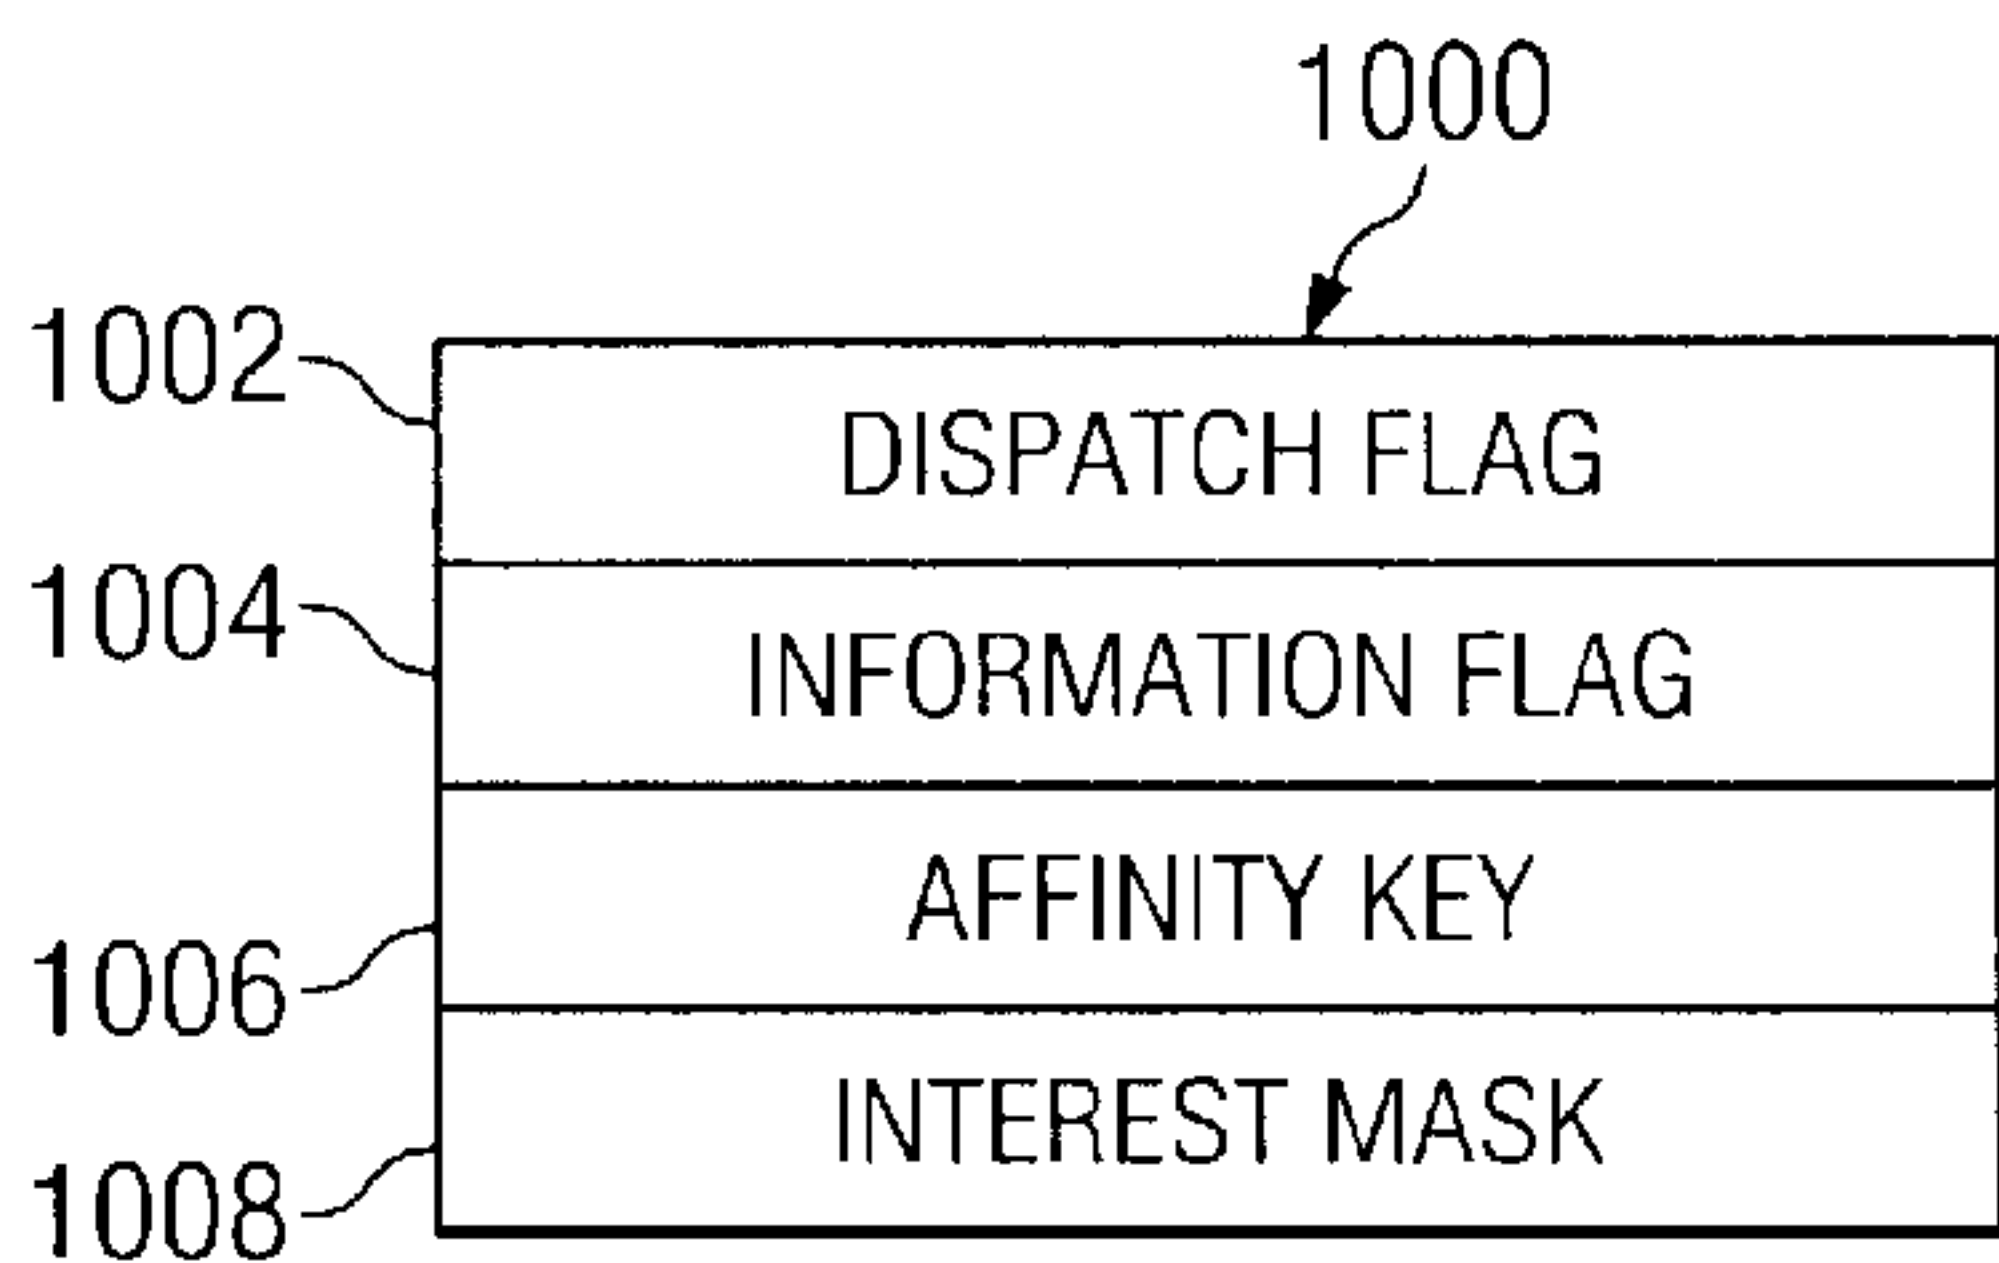 1000
1002
DISPATCH FLAG
1004
INFORMATION FLAG
AFFINITY KEY
1006
INTEREST MASK
1008